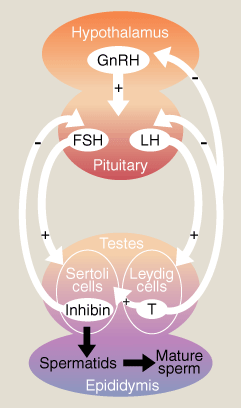 Hypothalamus
GnRH
+
-
FSH LH
- -
Pituitary
+ +
Testes
Sertoli Leydig
cells cells
Inhibin + T
Spermatids Mature
sperm
Epididymis